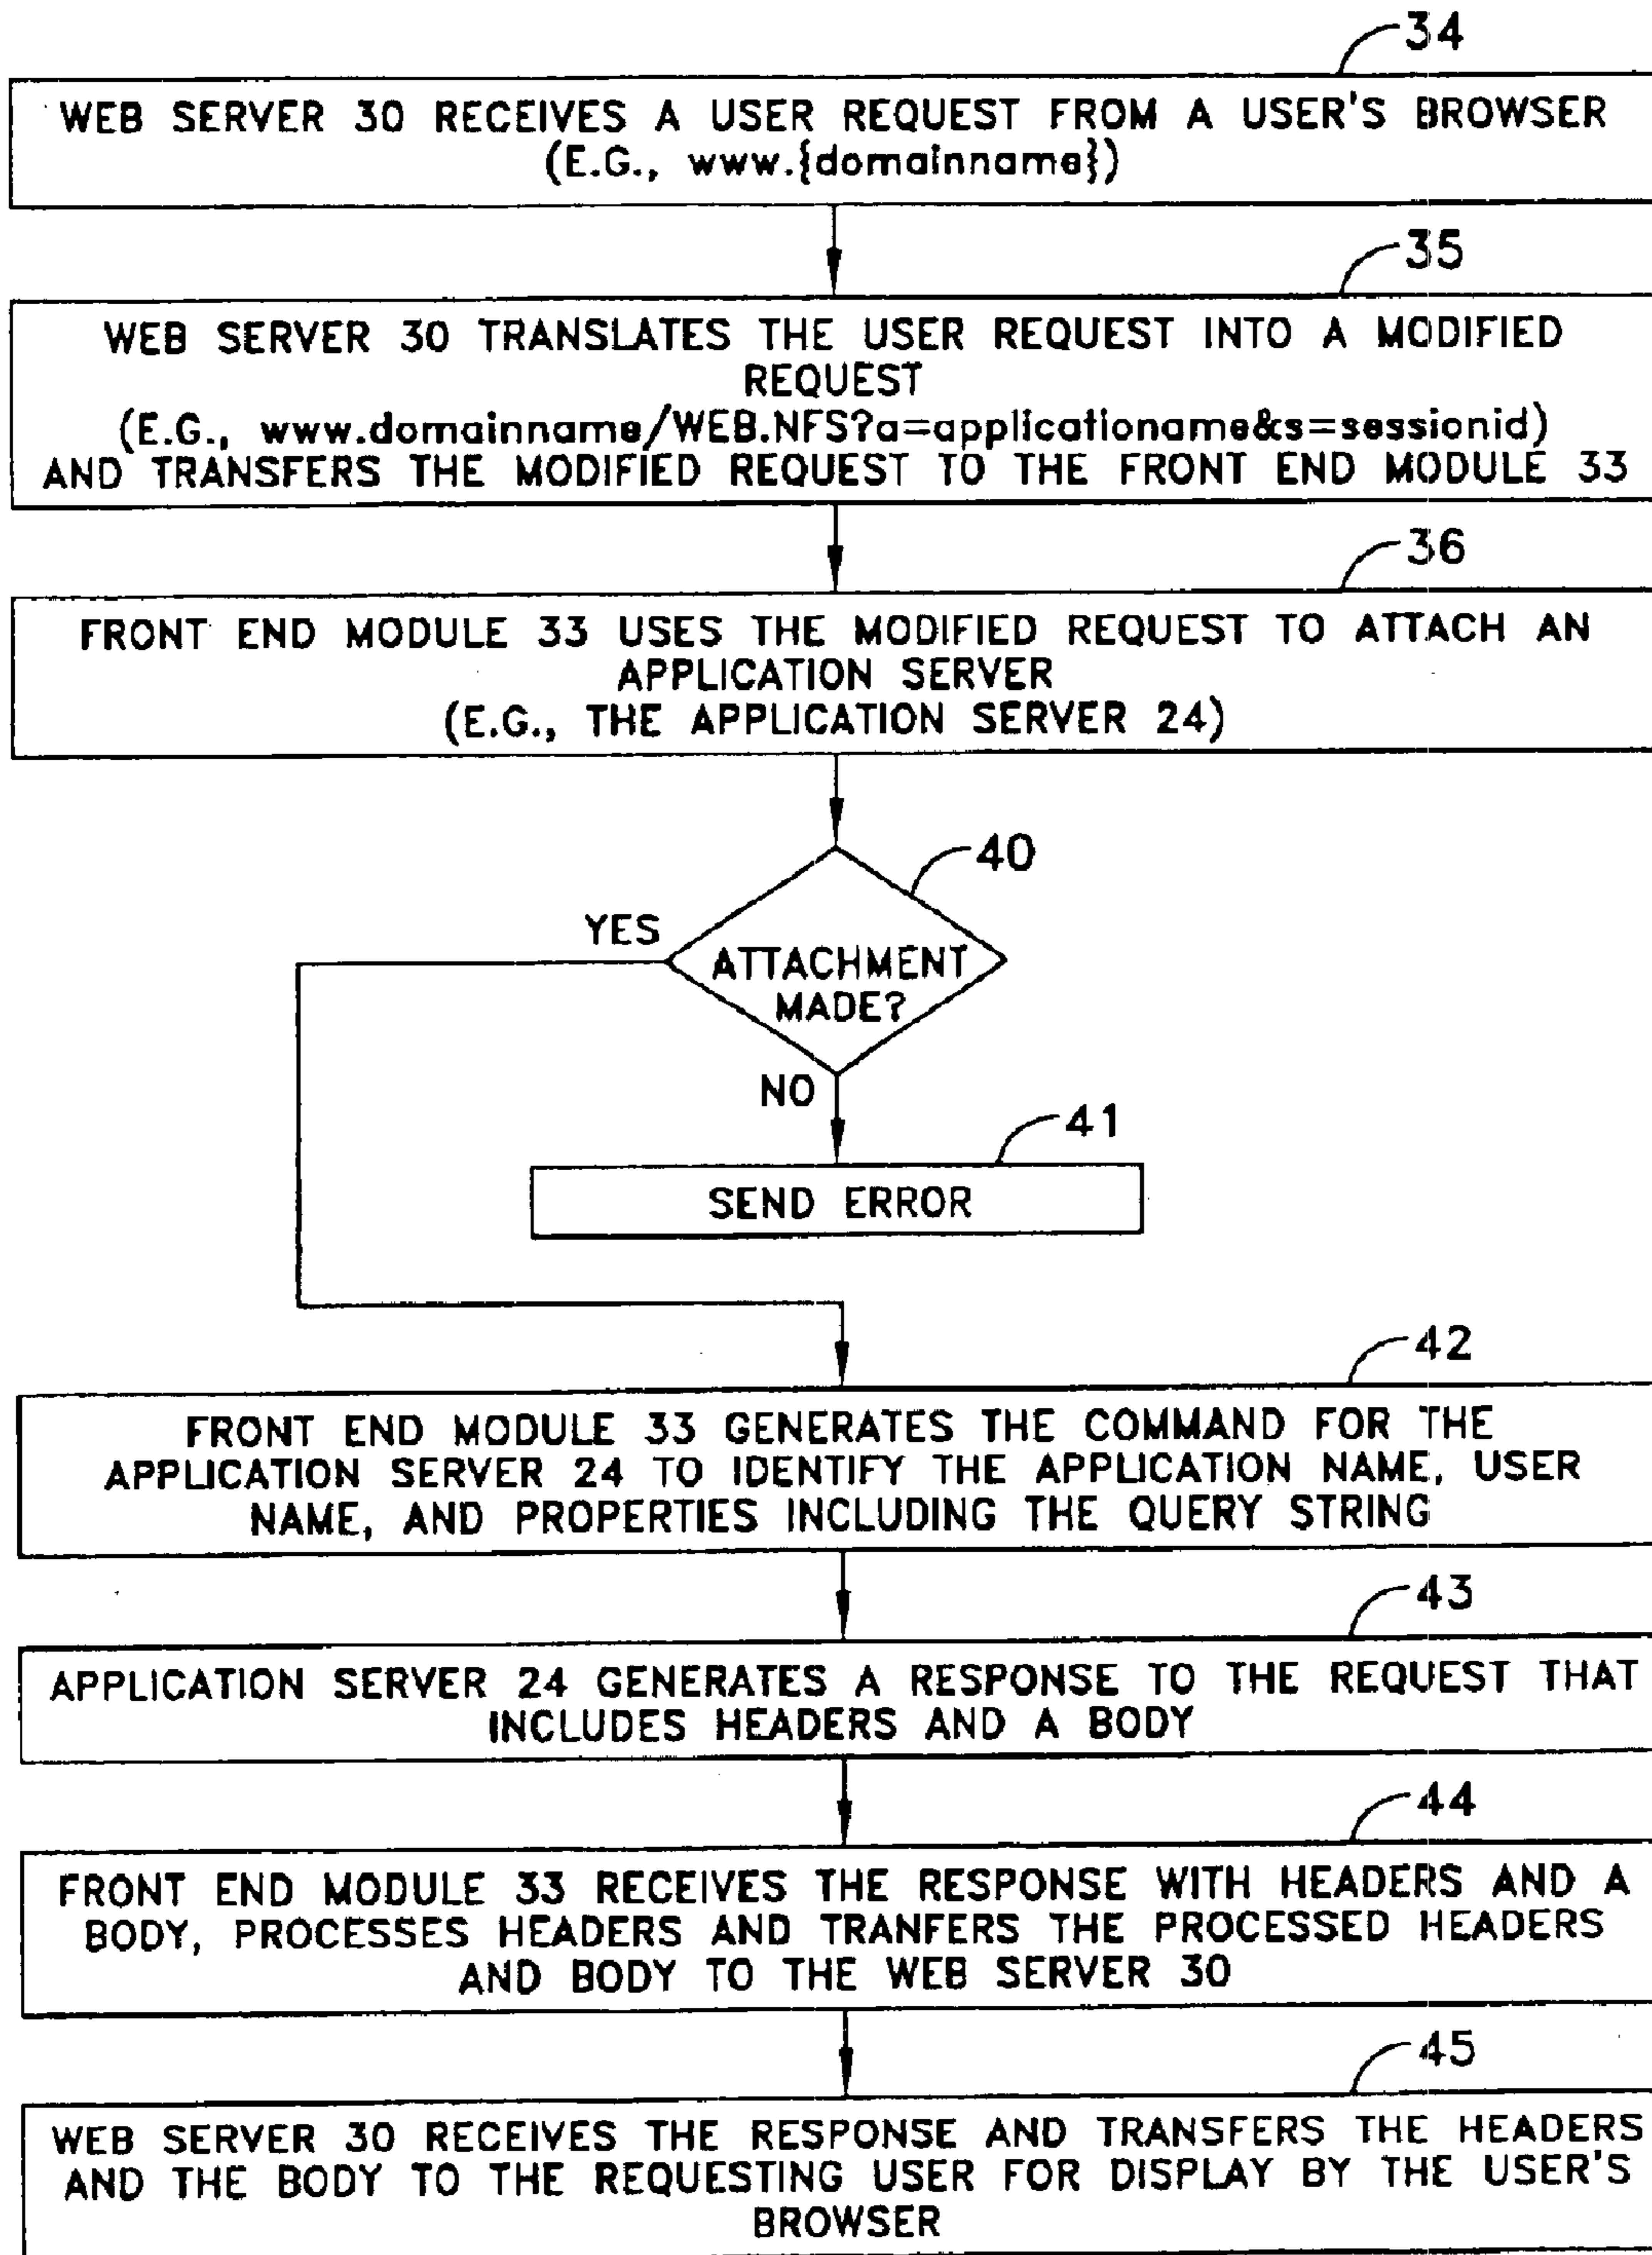 34
WEB SERVER 30 RECEIVES A USER REQUEST FROM A USER'S BROWSER
(E.G., www.{domainname})
35
WEB SERVER 30 TRANSLATES THE USER REQUEST INTO A MODIFIED
REQUEST
(E.G., www.domainname/WEB.NFS?a=applicationame&s=sessionid)
AND TRANSFERS THE MODIFIED REQUEST TO THE FRONT END MODULE 33
36
FRONT END MODULE 33 USES THE MODIFIED REQUEST TO ATTACH AN
APPLICATION SERVER
(E.G., THE APPLICATION SERVER 24)
40
YES
ATTACHMENT
MADE?
NO
41
SEND ERROR
42
FRONT END MODULE 33 GENERATES THE COMMAND FOR THE
APPLICATION SERVER 24 TO IDENTIFY THE APPLICATION NAME, USER
NAME, AND PROPERTIES INCLUDING THE QUERY STRING
43
APPLICATION SERVER 24 GENERATES A RESPONSE TO THE REQUEST THAT
INCLUDES HEADERS AND A BODY
44
FRONT END MODULE 33 RECEIVES THE RESPONSE WITH HEADERS AND A
BODY, PROCESSES HEADERS AND TRANFERS THE PROCESSED HEADERS
AND BODY TO THE WEB SERVER 30
45
WEB SERVER 30 RECEIVES THE RESPONSE AND TRANSFERS THE HEADERS
AND THE BODY TO THE REQUESTING USER FOR DISPLAY BY THE USER'S
BROWSER